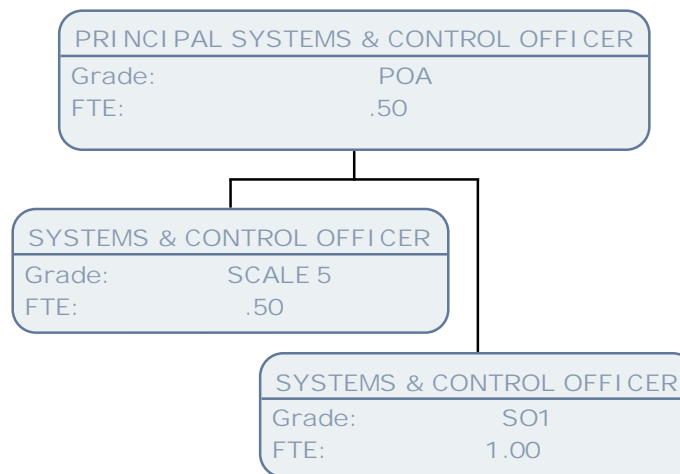 PRINCIPAL SYSTEMS & CONTROL OFFICER
Grade: POA
FTE: .50
SYSTEMS & CONTROL OFFICER
Grade: SCALE 5
FTE: .50
SYSTEMS & CONTROL OFFICER
Grade: SO1
FTE: 1.00